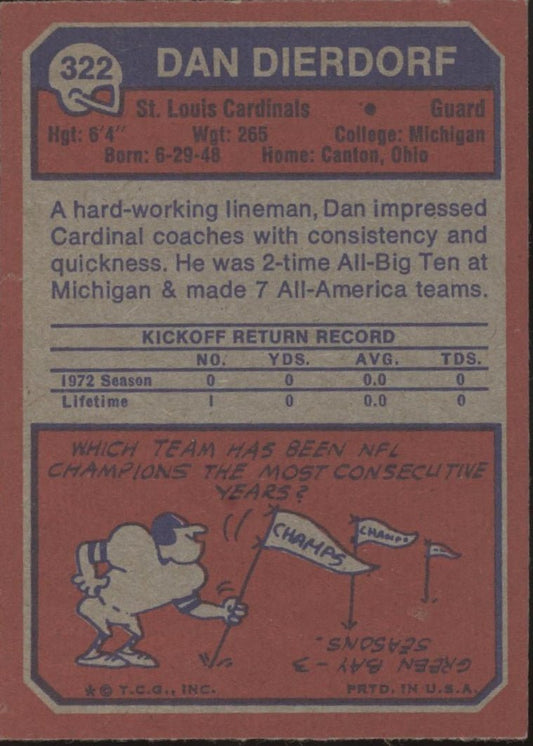 322 DAN DIERDORF
St. Louis Cardinals • Guard
Hgt: 6'4" Wgt: 265 College: Michigan
Born: 6-29-48 Home: Canton, Ohio
A hard-working lineman, Dan impressed
Cardinal coaches with consistency and
quickness. He was 2-time All-Big Ten at
Michigan & made 7 All-America teams.
KICKOFF RETURN RECORD
NO. YDS. AVG. TDS.
1972 Season 0 0 0.0 0
Lifetime 1 0 0.0 0
WHICH TEAM HAS BEEN NFL
CHAMPIONS THE MOST CONSECUTIVE
YEARS?
CHAMPS
CHAMPS
GREEN BAY - 3
SEASONS.
*© T.C.G., INC. PRTD. IN U.S.A.